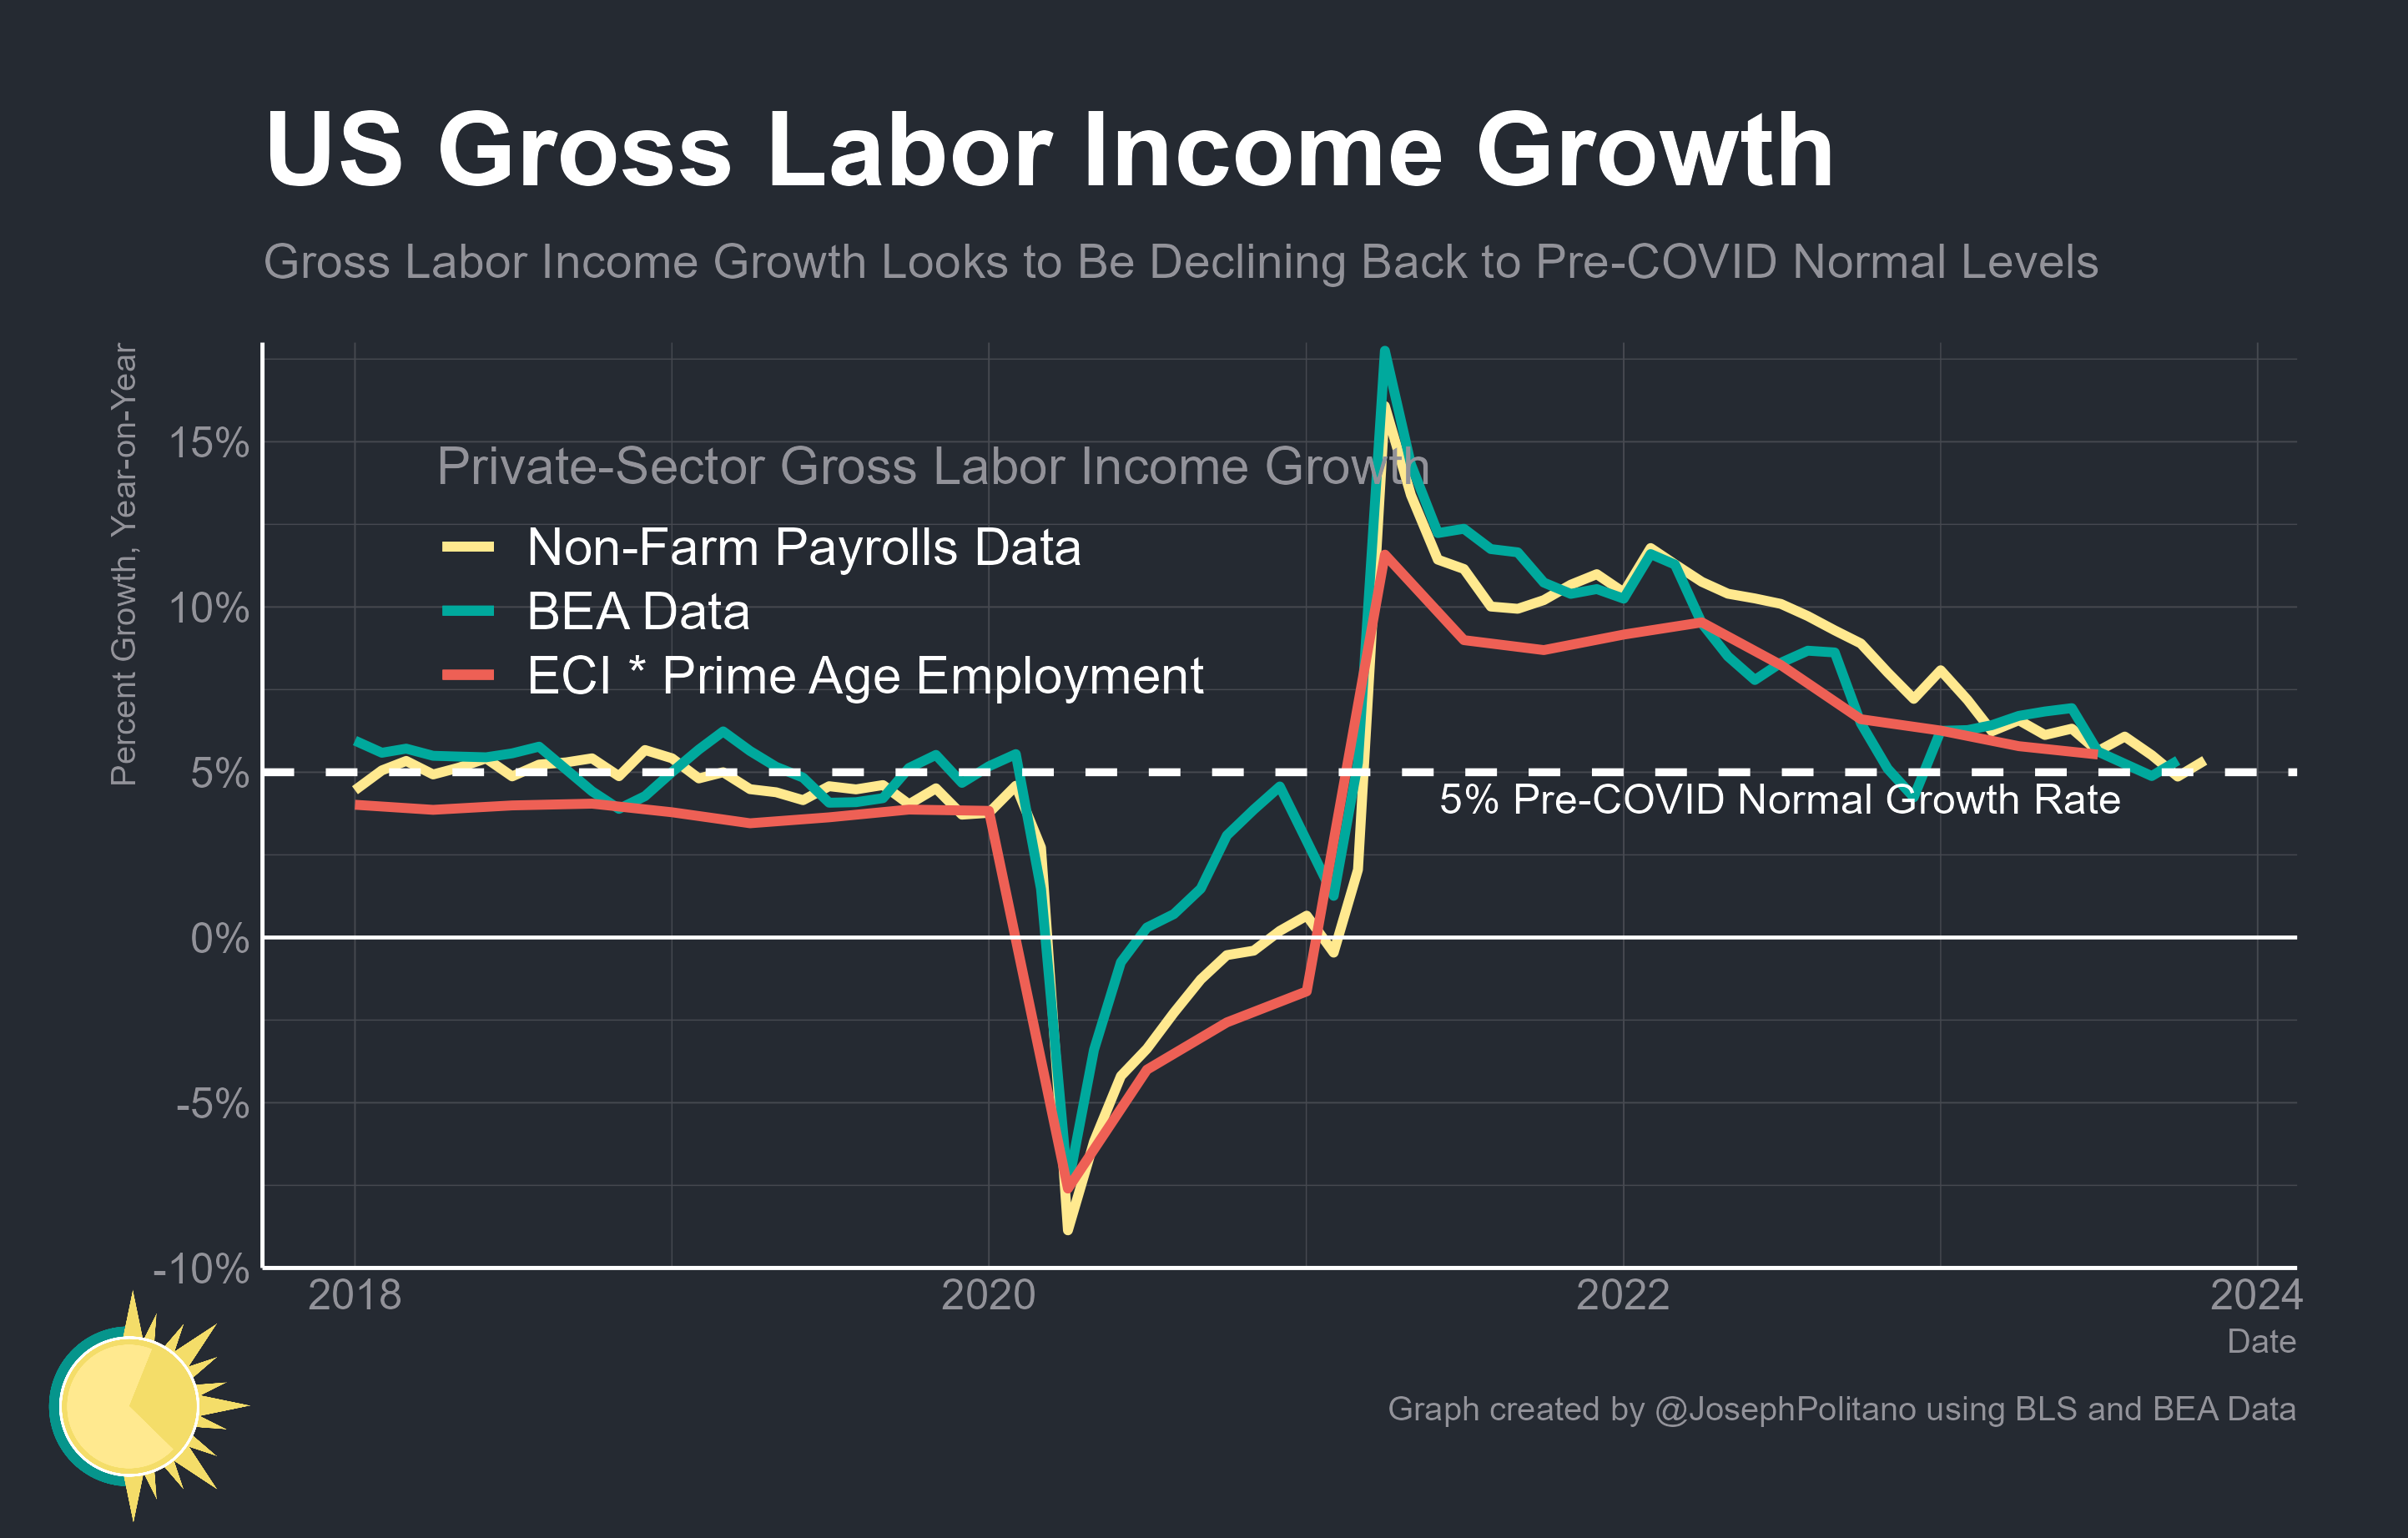 US Gross Labor Income Growth
Gross Labor Income Growth Looks to Be Declining Back to Pre-COVID Normal Levels
Percent Growth, Year-on-Year
15%
10%
5%
0%
-5%
-10%
Private-Sector Gross Labor Income Growth
Non-Farm Payrolls Data
BEA Data
ECI * Prime Age Employment
5% Pre-COVID Normal Growth Rate
2018
2020
2022
2024
Date
Graph created by @JosephPolitano using BLS and BEA Data